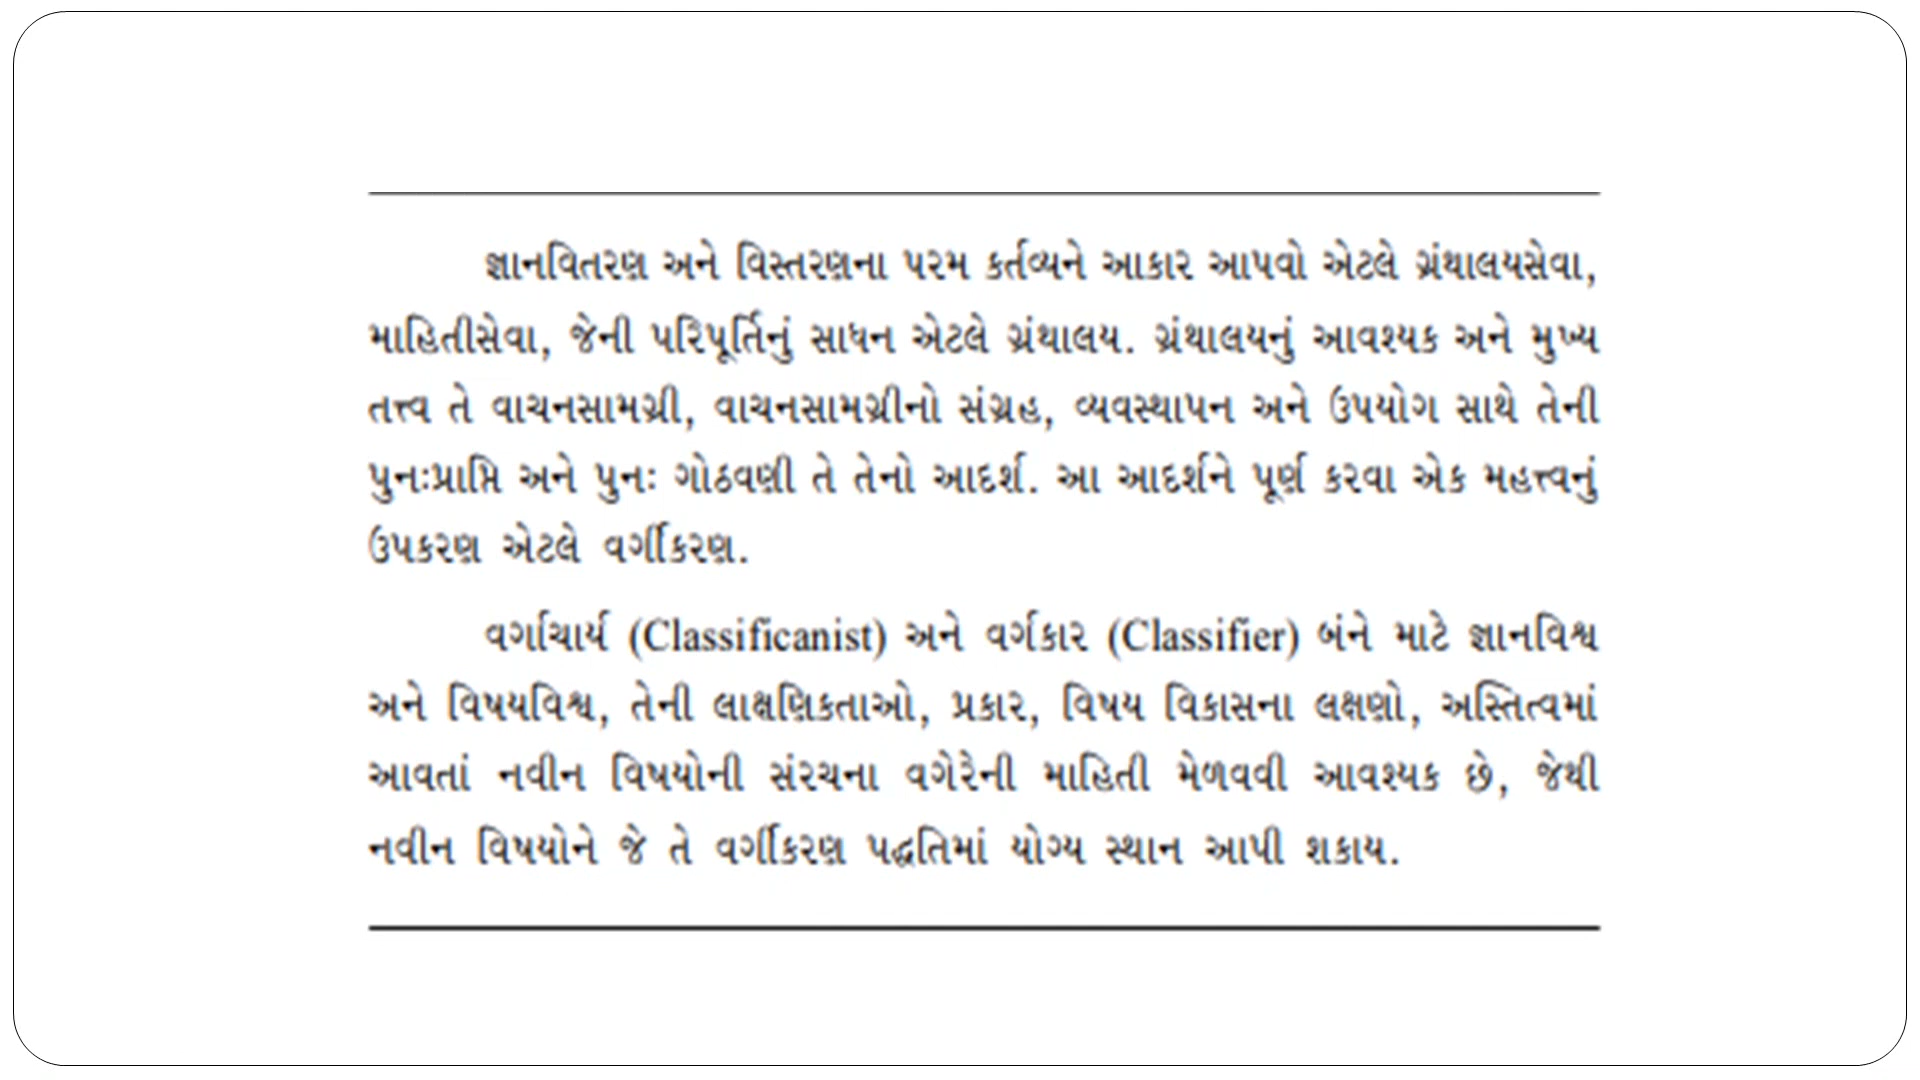 જ્ઞાનવિતરણ અને વિસ્તરણના પરમ કર્તવ્યને આકાર આપવો એટલે ગ્રંથાલયસેવા,
માહિતીસેવા, જેની પરિપૂર્તિનું સાધન એટલે ગ્રંથાલય. ગ્રંથાલયનું આવશ્યક અને મુખ્ય
તત્ત્વ તે વાચનસામગ્રી, વાચનસામગ્રીનો સંગ્રહ, વ્યવસ્થાપન અને ઉપયોગ સાથે તેની
પુનઃપ્રાપ્તિ અને પુનઃ ગોઠવણી તે તેનો આદર્શ. આ આદર્શને પૂર્ણ કરવા એક મહત્ત્વનું
ઉપકરણ એટલે વર્ગીકરણ.
વર્ગાચાર્ય (Classificanist) અને વર્ગકાર (Classifier) બંને માટે જ્ઞાનવિશ્વ
અને વિષયવિશ્વ, તેની લાક્ષણિકતાઓ, પ્રકાર, વિષય વિકાસના લક્ષણો, અસ્તિત્વમાં
આવતાં નવીન વિષયોની સંરચના વગેરેની માહિતી મેળવવી આવશ્યક છે, જેથી
નવીન વિષયોને જે તે વર્ગીકરણ પદ્ધતિમાં યોગ્ય સ્થાન આપી શકાય.